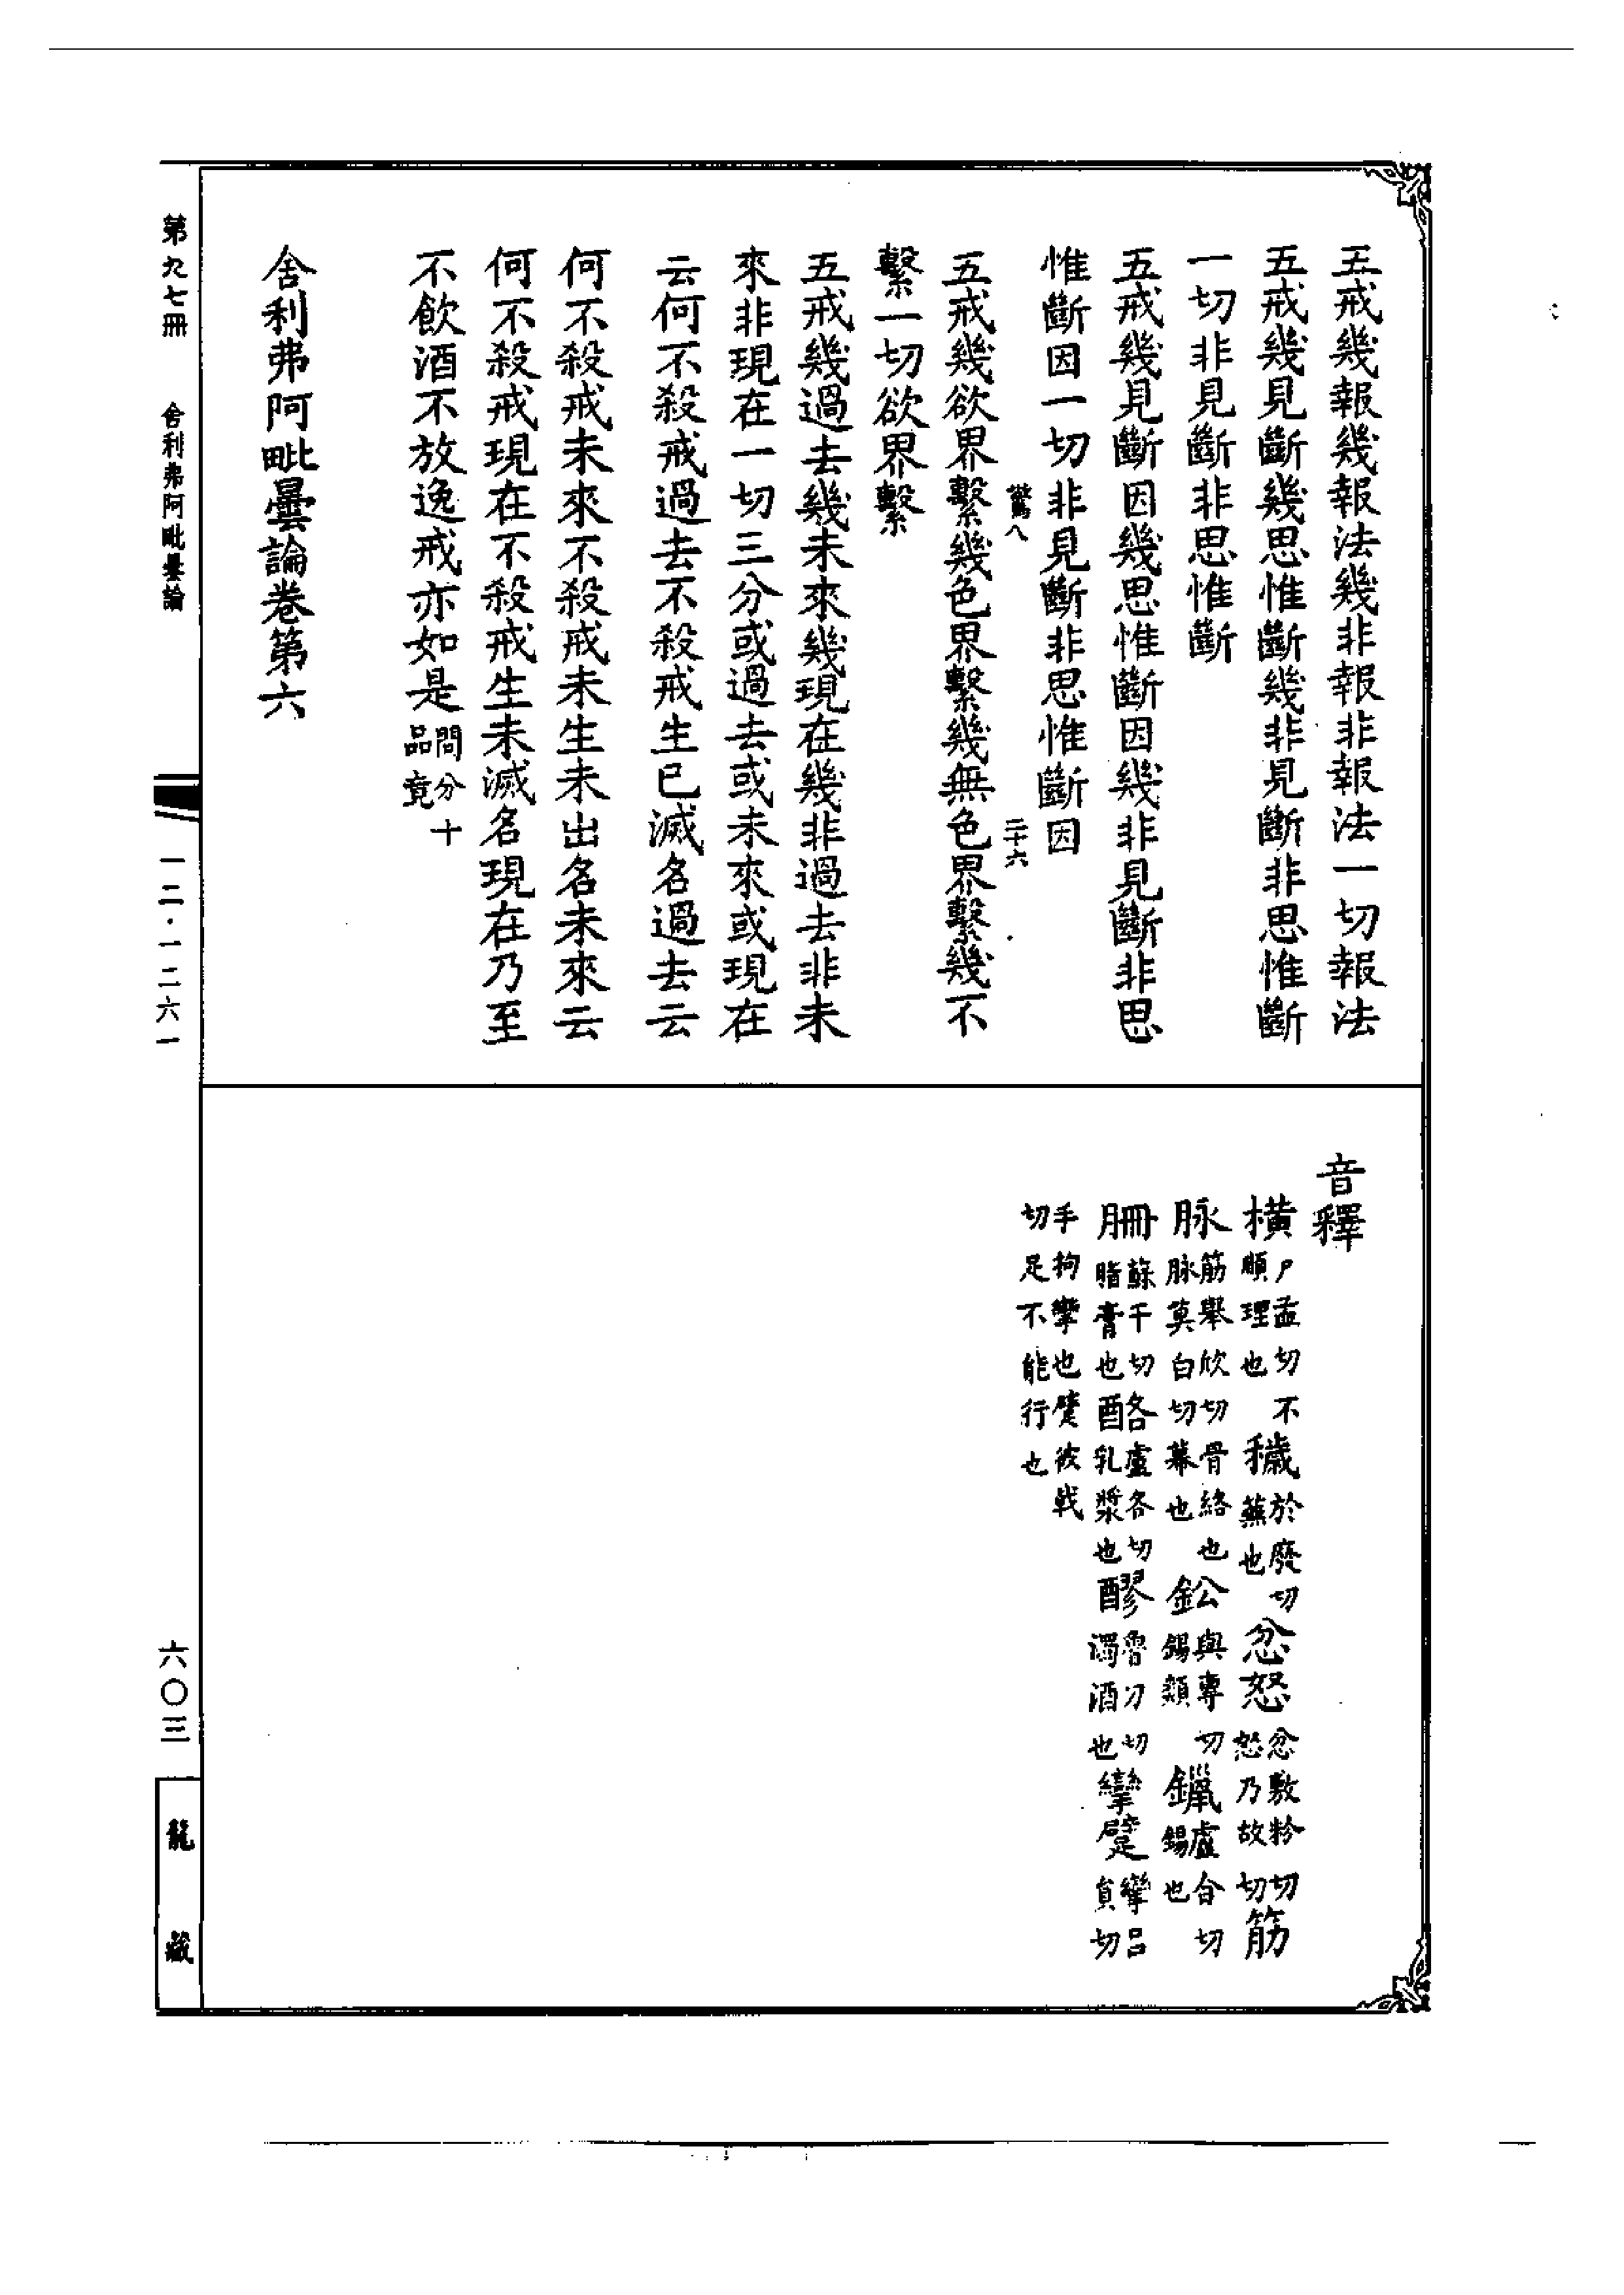 五戒幾報幾報法幾非報非報法一切報法
五戒幾見斷幾思惟斷幾非見斷非思惟斷
一切非見斷非思惟斷
五戒幾見斷因幾思惟斷因幾非見斷非思
惟斷因一切非見斷非思惟斷因
驚八 二十六
五戒幾欲界繫幾色界繫幾無色界繫幾不
繫一切欲界繫
五戒幾過去幾未來幾現在幾非過去非未
來非現在一切三分或過去或未來或現在
云何不殺戒過去不殺戒生已滅名過去云
何不殺戒未來不殺戒未生未出名未來云
何不殺戒現在不殺戒生未滅名現在乃至
不飲酒不放逸戒亦如是問分十品竟
舍利弗阿毗曇論卷第六
音釋
橫戶孟切不順理也穢於廢切蕪也忿怒忿敷粉切怒乃故切筋
脉筋舉欣切骨絡也脉莫白切幕也鈆與專切錫類鑞盧合切錫也
𦙱蘇干切脂膏也酪盧各切乳漿也醪魯刀切濁酒也攣躄攣呂員切
手拘攣也躄彼戟切足不能行也
第九七冊 舍利弗阿毗曇論 一二·一二六一 六〇三 龍藏